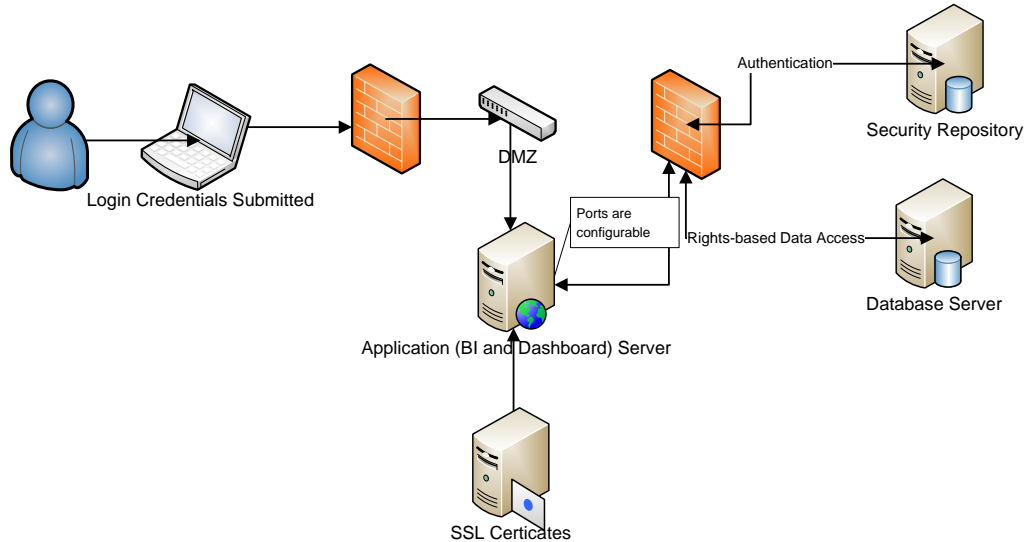 Authentication
Security Repository
DMZ
Login Credentials Submitted
Ports are
configurable
Rights-based Data Access
Database Server
Application (BI and Dashboard) Server
SSL Certicates